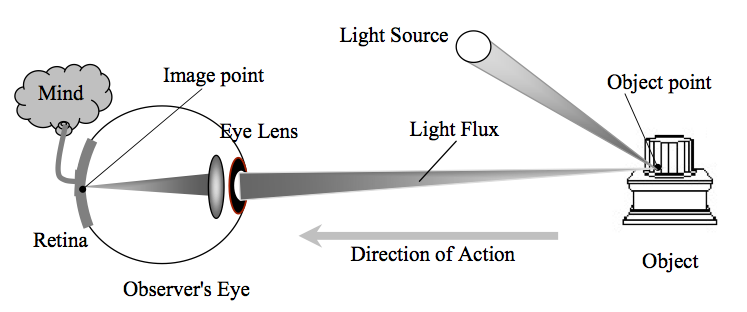 Light Source
Image point
Object point
Mind
Eye Lens
Light Flux
Retina
Direction of Action
Object
Observer's Eye